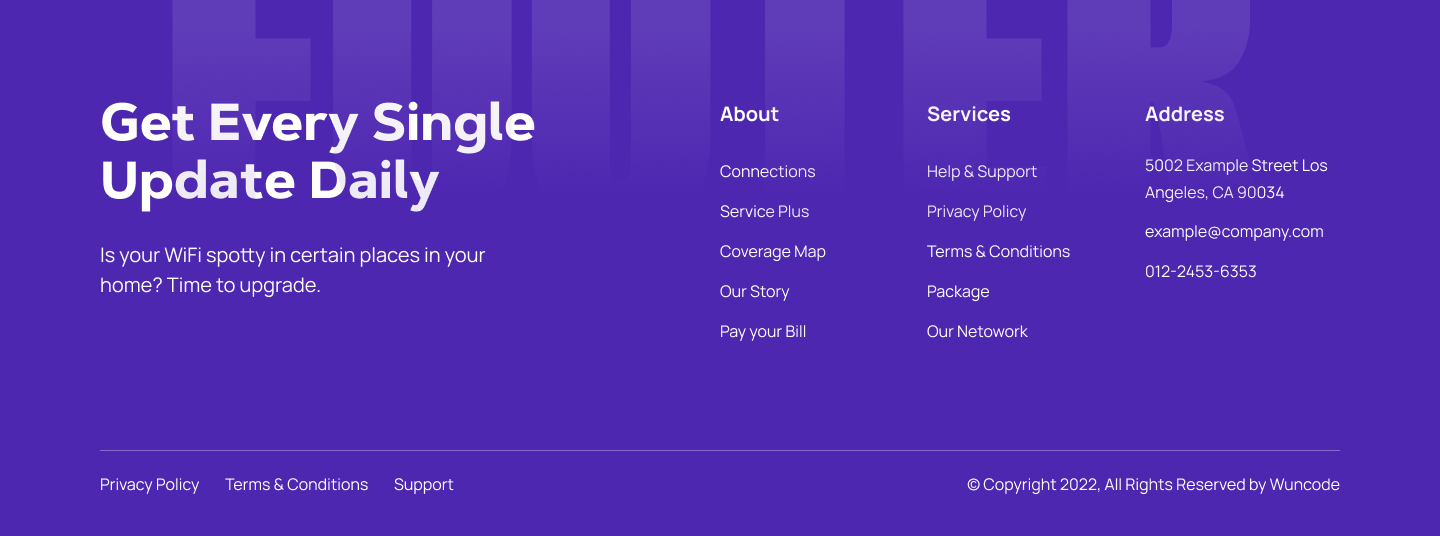 FOOTER
Get Every Single
Update Daily
Is your WiFi spotty in certain places in your
home? Time to upgrade.
About
Connections
Service Plus
Coverage Map
Our Story
Pay your Bill
Services
Help & Support
Privacy Policy
Terms & Conditions
Package
Our Netowork
Address
5002 Example Street Los
Angeles, CA 90034
example@company.com
012-2453-6353
Privacy Policy
Terms & Conditions
Support
© Copyright 2022, All Rights Reserved by Wuncode